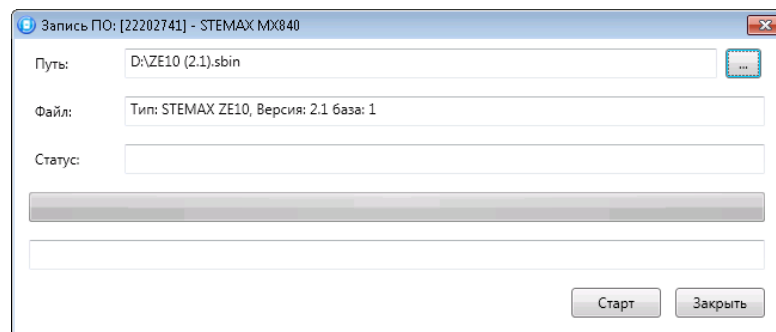 Запись ПО: [22202741] - STEMAX MX840
Путь: D:\ZE10 (2.1).sbin ...
Файл: Тип: STEMAX ZE10, Версия: 2.1 база: 1
Статус:
Старт Закрыть